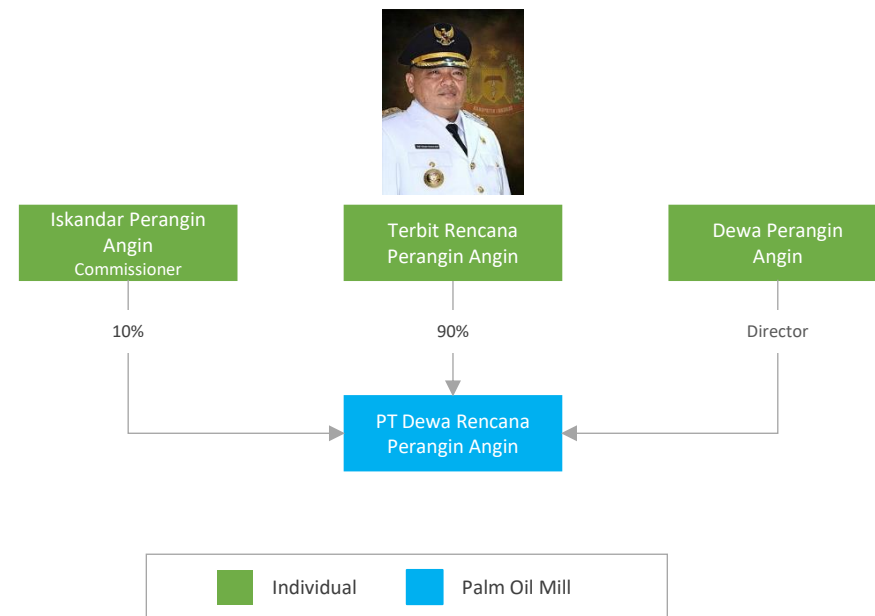 Iskandar Perangin
Angin
Commissioner
Terbit Rencana
Perangin Angin
Dewa Perangin
Angin
10%
90%
Director
PT Dewa Rencana
Perangin Angin
Individual
Palm Oil Mill